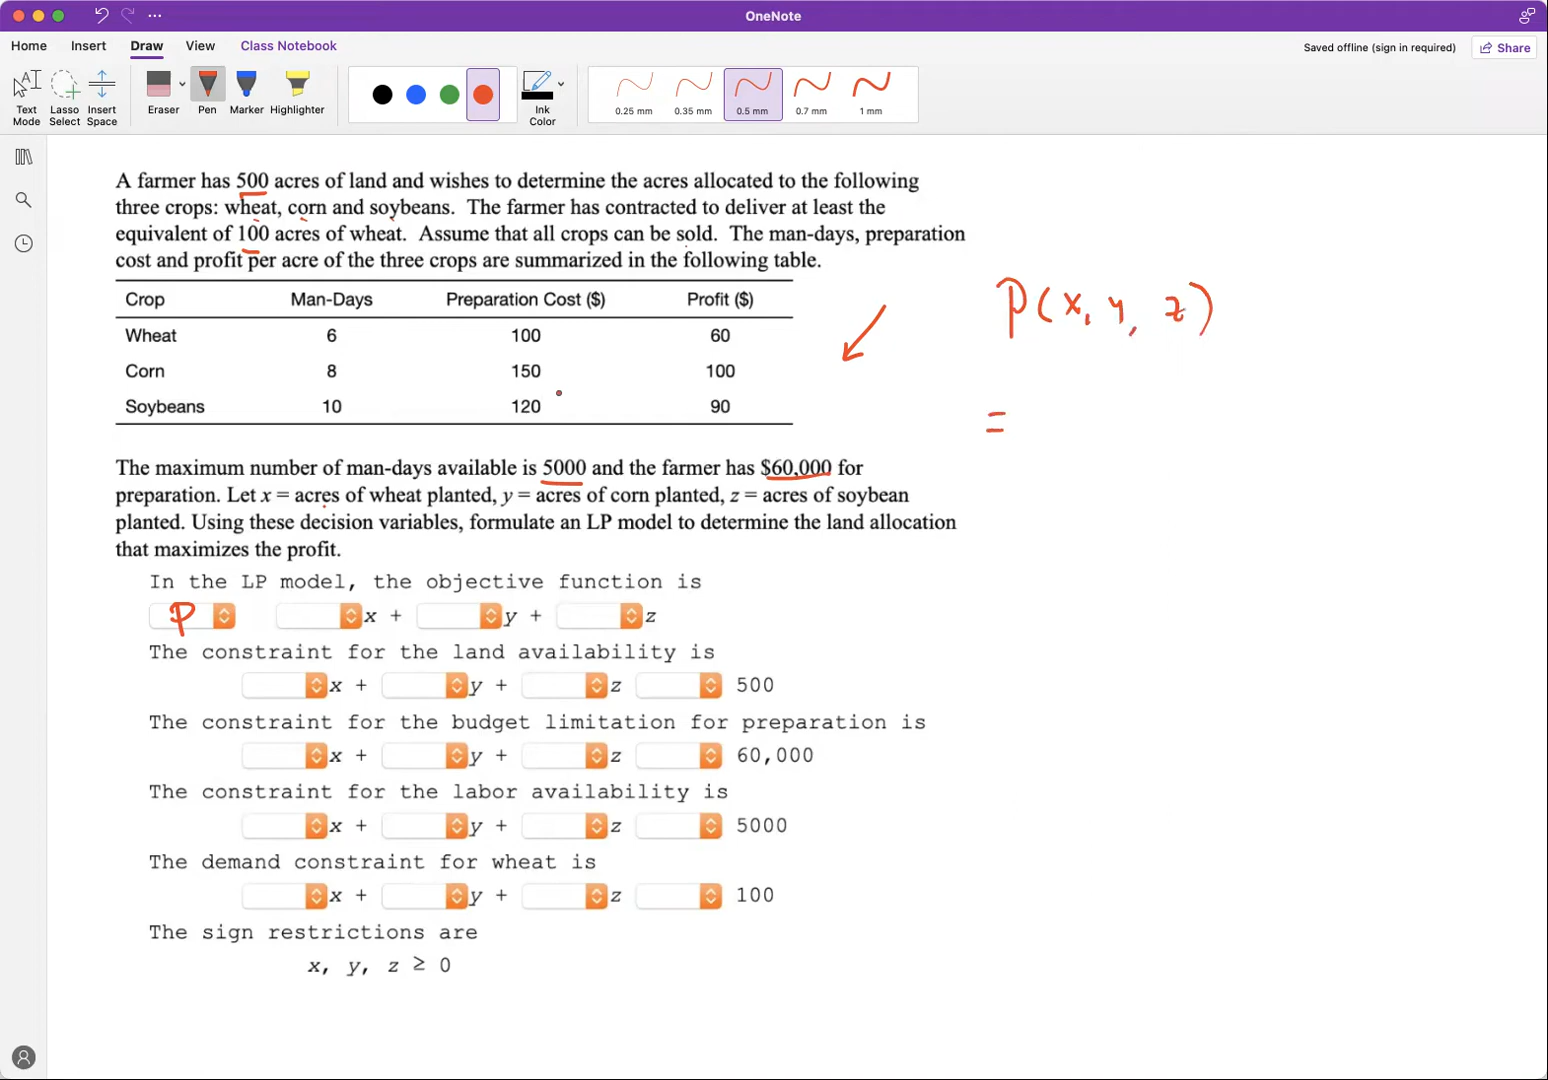 OneNote
Home Insert Draw View Class Notebook
Saved offline (sign in required) Share
Text Mode Lasso Select Insert Space Eraser Pen Marker Highlighter Ink Color 0.25 mm 0.35 mm 0.5 mm 0.7 mm 1 mm
A farmer has 500 acres of land and wishes to determine the acres allocated to the following
three crops: wheat, corn and soybeans. The farmer has contracted to deliver at least the
equivalent of 100 acres of wheat. Assume that all crops can be sold. The man-days, preparation
cost and profit per acre of the three crops are summarized in the following table.
Crop Man-Days Preparation Cost ($) Profit ($)
Wheat 6 100 60
Corn 8 150 100
Soybeans 10 120 90
P(x, y, z)
=
The maximum number of man-days available is 5000 and the farmer has $60,000 for
preparation. Let x = acres of wheat planted, y = acres of corn planted, z = acres of soybean
planted. Using these decision variables, formulate an LP model to determine the land allocation
that maximizes the profit.
In the LP model, the objective function is
P x + y + z
The constraint for the land availability is
x + y + z 500
The constraint for the budget limitation for preparation is
x + y + z 60,000
The constraint for the labor availability is
x + y + z 5000
The demand constraint for wheat is
x + y + z 100
The sign restrictions are
x, y, z ≥ 0